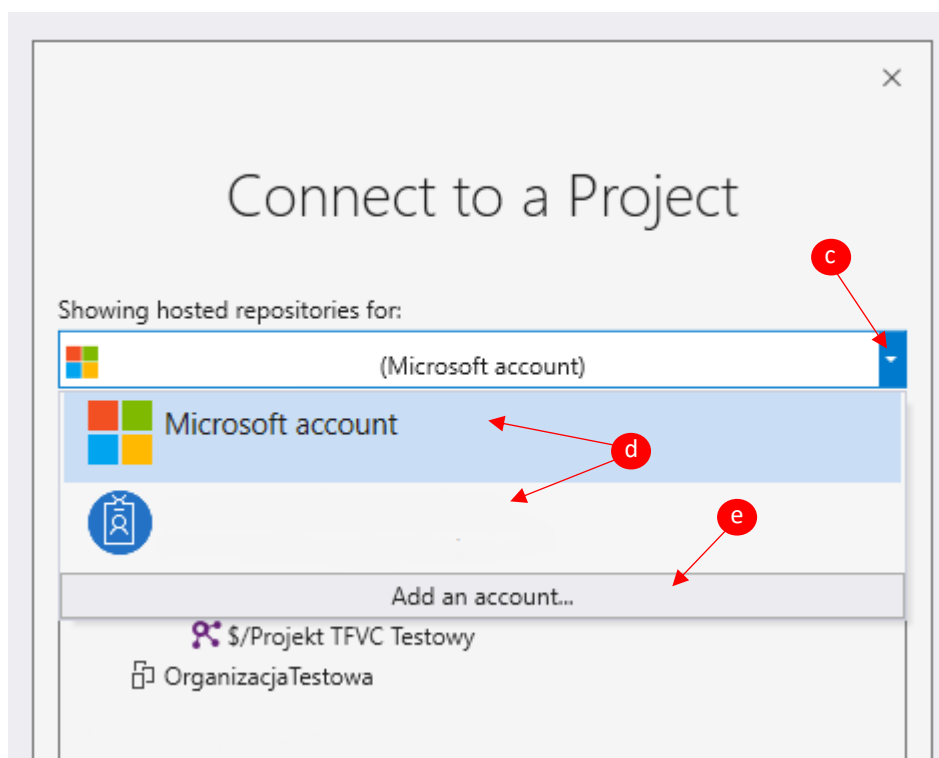 Connect to a Project
c
Showing hosted repositories for:
(Microsoft account)
Microsoft account
d
e
Add an account...
$/Projekt TFVC Testowy
OrganizacjaTestowa